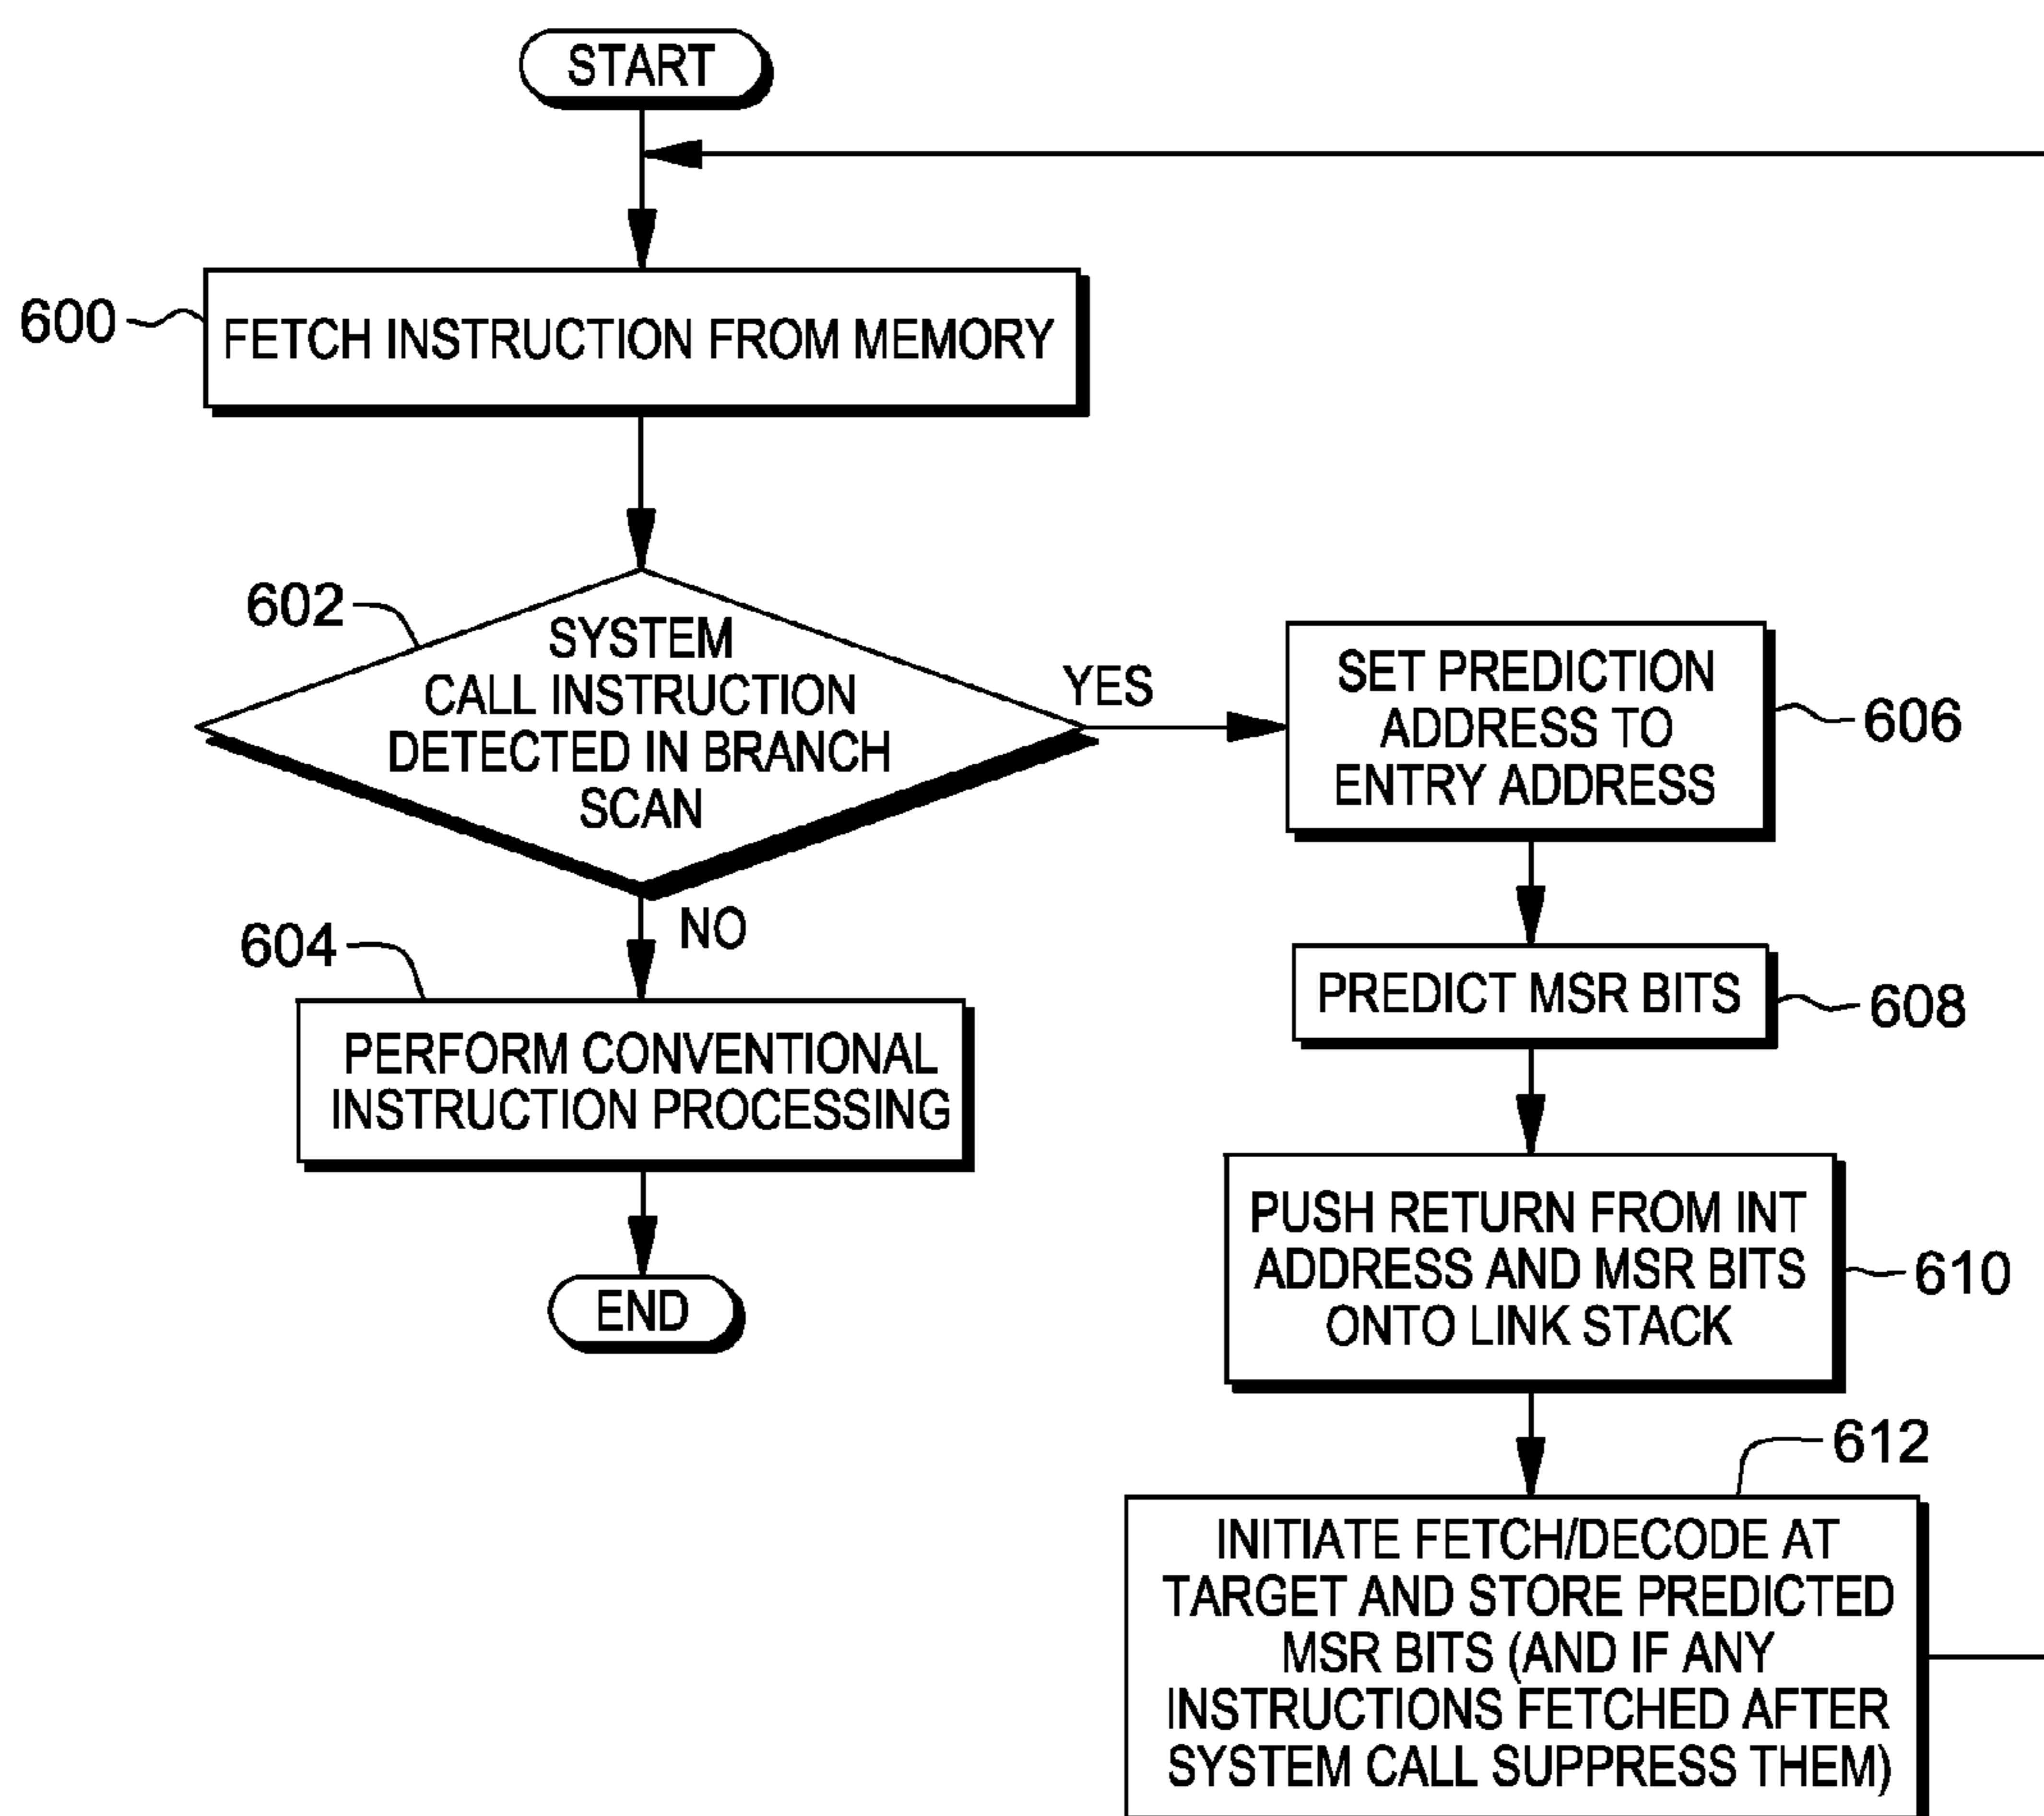 START
600
FETCH INSTRUCTION FROM MEMORY
602
SYSTEM
CALL INSTRUCTION
DETECTED IN BRANCH
SCAN
YES
SET PREDICTION
ADDRESS TO
ENTRY ADDRESS
606
NO
604
PERFORM CONVENTIONAL
INSTRUCTION PROCESSING
END
PREDICT MSR BITS
608
PUSH RETURN FROM INT
ADDRESS AND MSR BITS
ONTO LINK STACK
610
612
INITIATE FETCH/DECODE AT
TARGET AND STORE PREDICTED
MSR BITS (AND IF ANY
INSTRUCTIONS FETCHED AFTER
SYSTEM CALL SUPPRESS THEM)